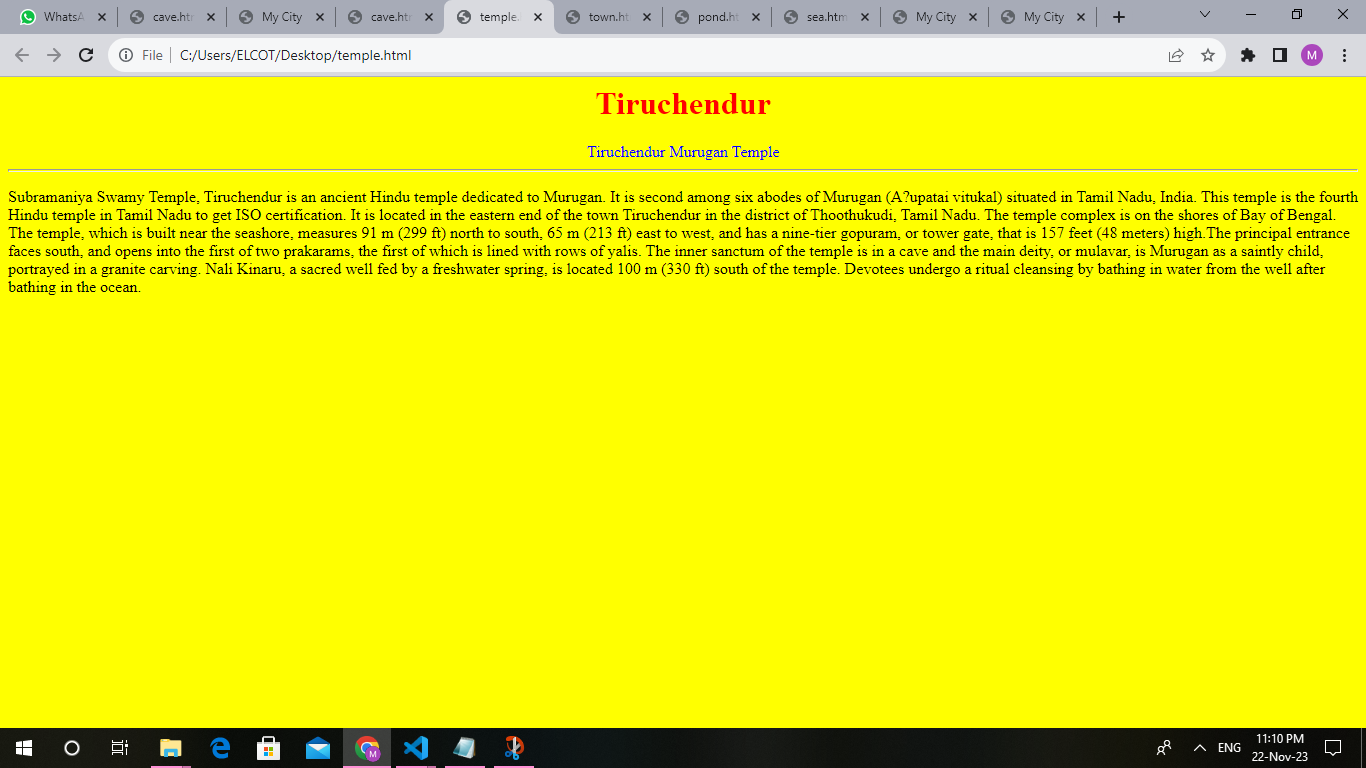 WhatsA
cave.htm
My City
cave.htm
temple.
town.ht
pond.ht
sea.htm
My City
My City
File
C:/Users/ELCOT/Desktop/temple.html
M
Tiruchendur
Tiruchendur Murugan Temple
Subramaniya Swamy Temple, Tiruchendur is an ancient Hindu temple dedicated to Murugan. It is second among six abodes of Murugan (A?upatai vitukal) situated in Tamil Nadu, India. This temple is the fourth
Hindu temple in Tamil Nadu to get ISO certification. It is located in the eastern end of the town Tiruchendur in the district of Thoothukudi, Tamil Nadu. The temple complex is on the shores of Bay of Bengal.
The temple, which is built near the seashore, measures 91 m (299 ft) north to south, 65 m (213 ft) east to west, and has a nine-tier gopuram, or tower gate, that is 157 feet (48 meters) high.The principal entrance
faces south, and opens into the first of two prakarams, the first of which is lined with rows of yalis. The inner sanctum of the temple is in a cave and the main deity, or mulavar, is Murugan as a saintly child,
portrayed in a granite carving. Nali Kinaru, a sacred well fed by a freshwater spring, is located 100 m (330 ft) south of the temple. Devotees undergo a ritual cleansing by bathing in water from the well after
bathing in the ocean.
M
ENG
11:10 PM
22-Nov-23